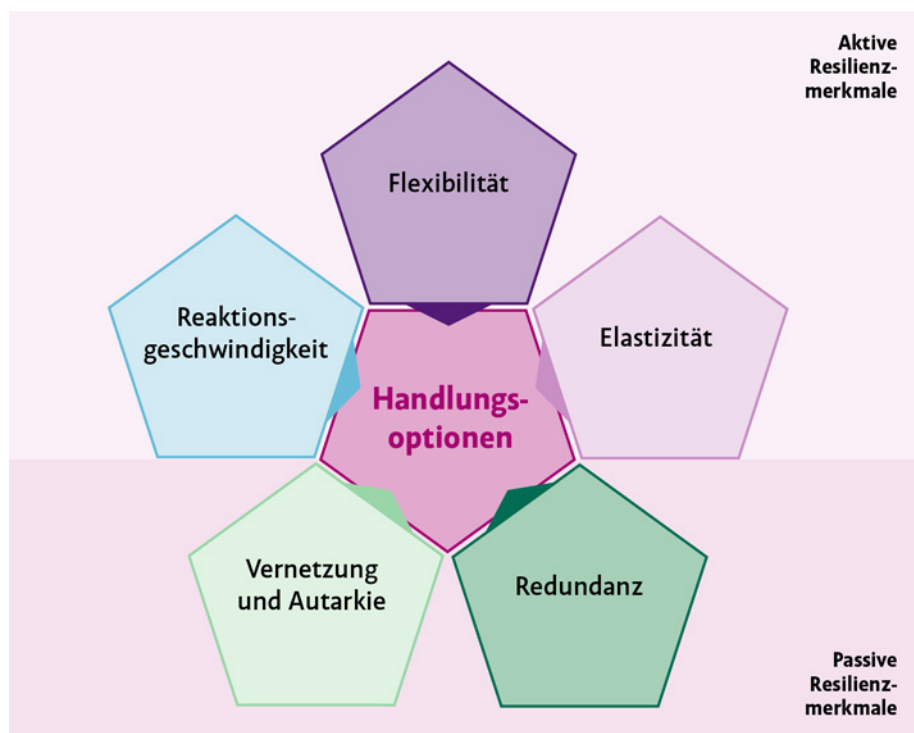 Aktive
Resilienz-
merkmale
Flexibilität
Reaktions-
geschwindigkeit
Elastizität
Handlungs-
optionen
Vernetzung
und Autarkie
Redundanz
Passive
Resilienz-
merkmale